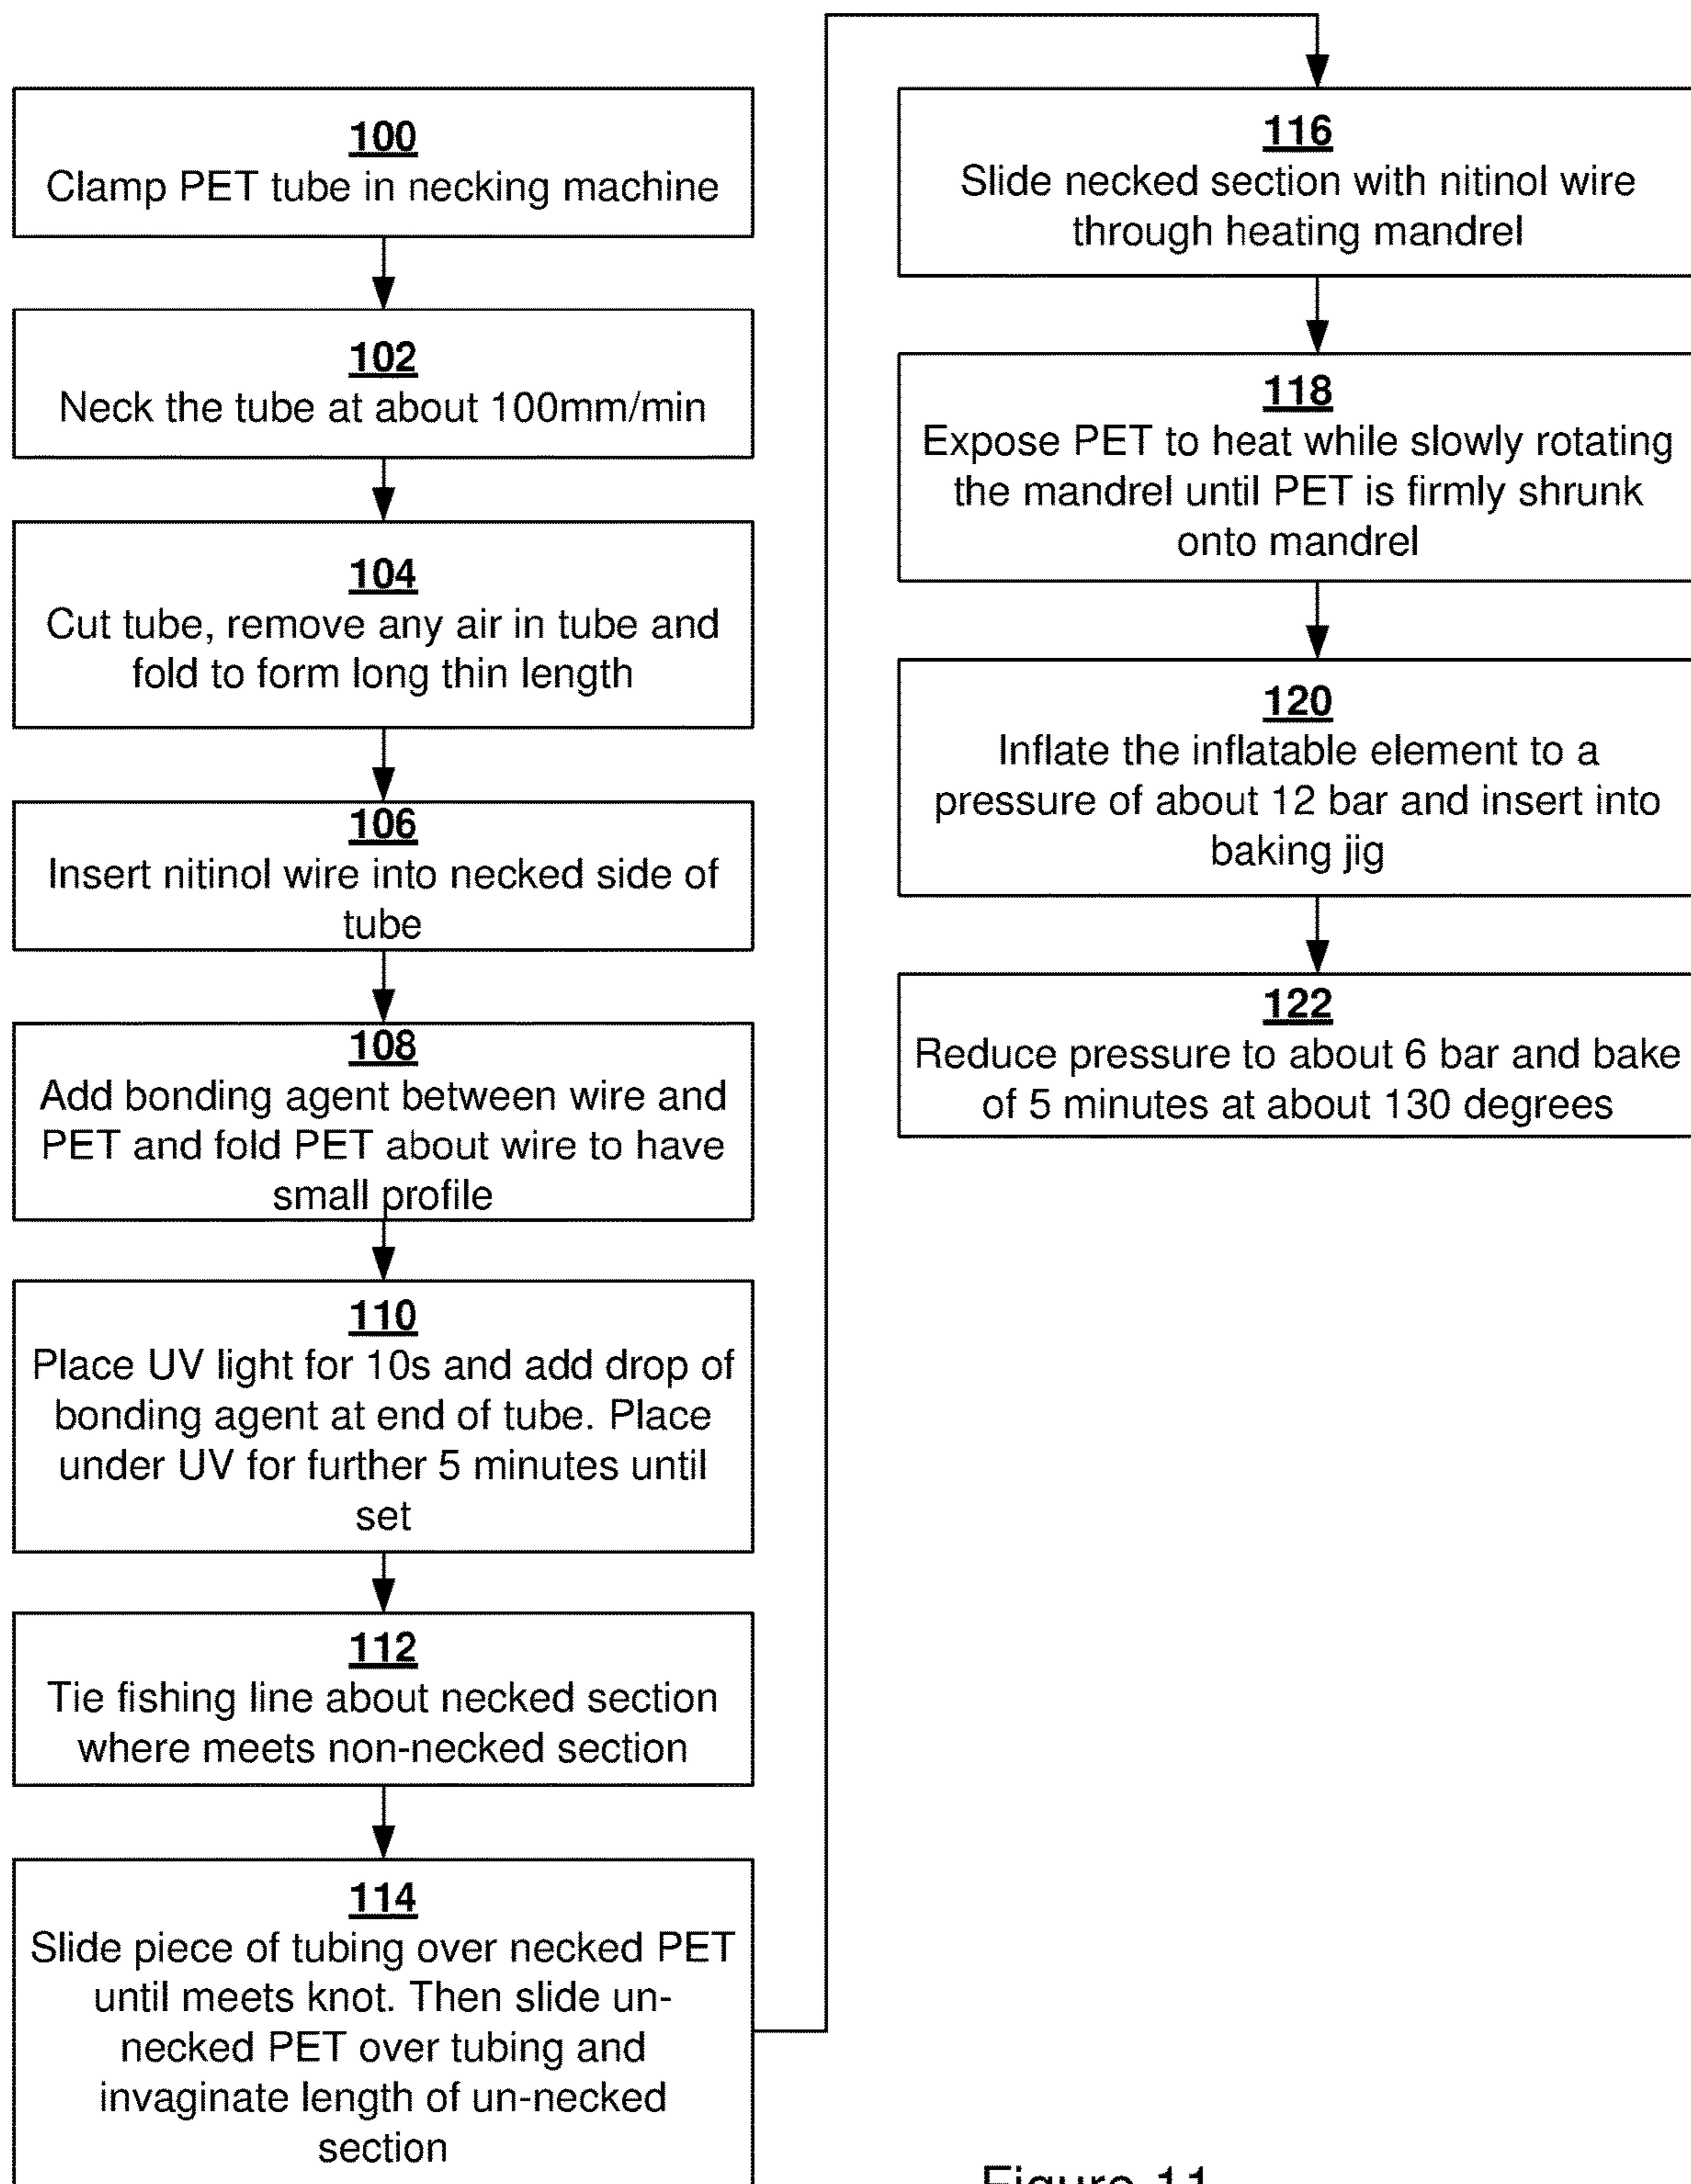 100
Clamp PET tube in necking machine
102
Neck the tube at about 100mm/min
104
Cut tube, remove any air in tube and
fold to form long thin length
106
Insert nitinol wire into necked side of
tube
108
Add bonding agent between wire and
PET and fold PET about wire to have
small profile
110
Place UV light for 10s and add drop of
bonding agent at end of tube. Place
under UV for further 5 minutes until
set
112
Tie fishing line about necked section
where meets non-necked section
114
Slide piece of tubing over necked PET
until meets knot. Then slide un-
necked PET over tubing and
invaginate length of un-necked
section
116
Slide necked section with nitinol wire
through heating mandrel
118
Expose PET to heat while slowly rotating
the mandrel until PET is firmly shrunk
onto mandrel
120
Inflate the inflatable element to a
pressure of about 12 bar and insert into
baking jig
122
Reduce pressure to about 6 bar and bake
of 5 minutes at about 130 degrees
Figure 11